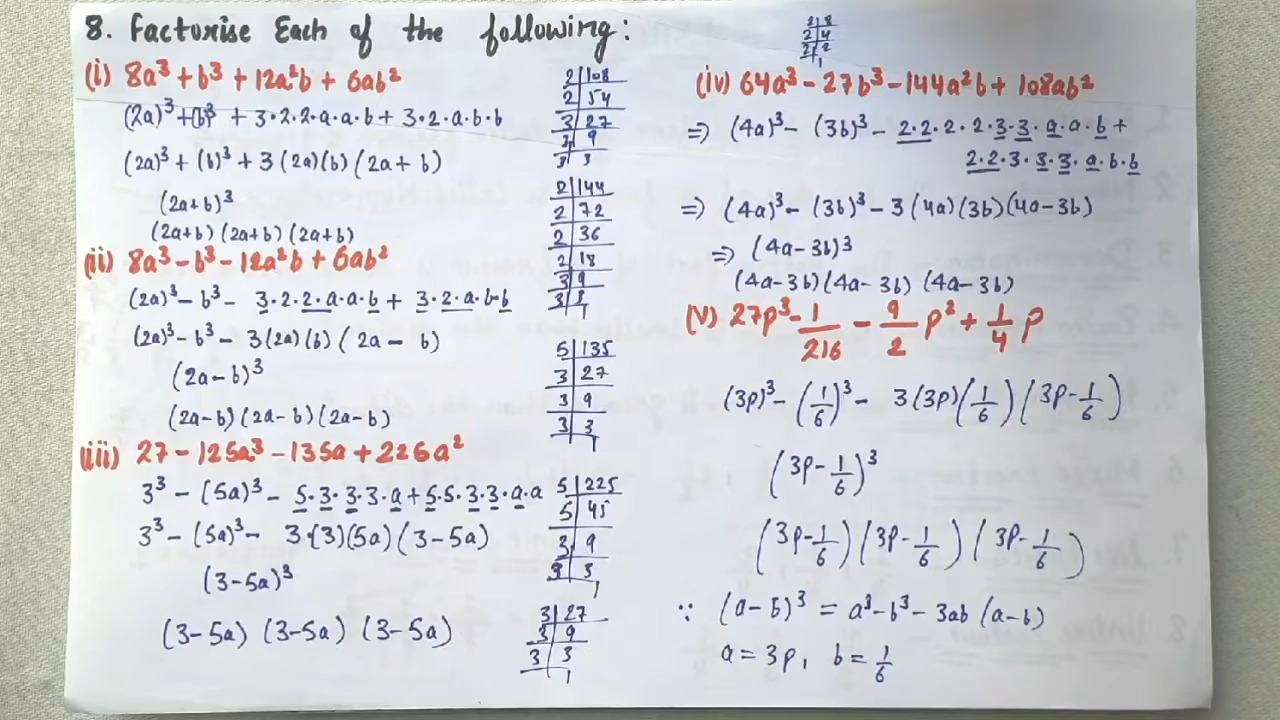 8. Factorise Each of the following:
(i) 8a³ + b³ + 12a²b + 6ab²
(2a)³ + (b)³ + 3·2·2·a·a·b + 3·2·a·b·b
(2a)³ + (b)³ + 3(2a)(b)(2a + b)
(2a+b)³
(2a+b)(2a+b)(2a+b)
(ii) 8a³ - b³ - 12a²b + 6ab²
(2a)³ - b³ - 3·2·2·a·a·b + 3·2·a·b·b
(2a)³ - b³ - 3(2a)(b)(2a - b)
(2a-b)³
(2a-b)(2a-b)(2a-b)
(iii) 27 - 125a³ - 135a + 225a²
3³ - (5a)³ - 5·3·3·3·a + 5·5·3·3·a·a
3³ - (5a)³ - 3·(3)(5a)(3-5a)
(3-5a)³
(3-5a) (3-5a) (3-5a)
2|108
2|54
3|27
3|9
3|3
2|144
2|72
2|36
2|18
3|9
3|3
1
5|135
3|27
3|9
3|3
1
5|225
5|45
3|9
3|3
1
3|27
3|9
3|3
1
2|8
2|4
2|2
1
(iv) 64a³ - 27b³ - 144a²b + 108ab²
=> (4a)³ - (3b)³ - 2·2·2·2·3·3·a·a·b +
2·2·3·3·3·a·b·b
=> (4a)³ - (3b)³ - 3(4a)(3b)(4a-3b)
=> (4a-3b)³
(4a-3b)(4a-3b) (4a-3b)
(v) 27p³ - 1/216 - 9/2 p² + 1/4 p
(3p)³ - (1/6)³ - 3(3p)(1/6)(3p-1/6)
(3p-1/6)³
(3p-1/6)(3p-1/6)(3p-1/6)
∵ (a-b)³ = a³-b³-3ab(a-b)
a = 3p, b = 1/6